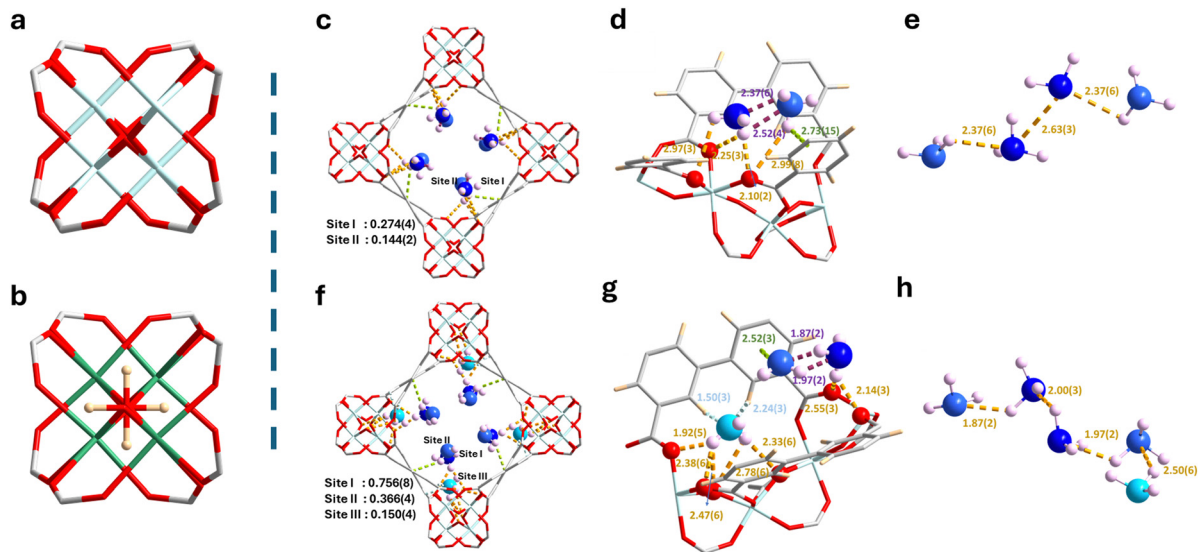 a
c
d
e
Site II
Site I
Site I : 0.274(4)
Site II : 0.144(2)
2.37(6)
2.52(4)
2.73(15)
2.97(3)
2.25(3)
2.99(8)
2.10(2)
2.37(6)
2.37(6)
2.63(3)
b
f
g
h
Site II
Site I
Site III
Site I : 0.756(8)
Site II : 0.366(4)
Site III : 0.150(4)
2.52(3)
1.87(2)
1.97(2)
2.14(3)
1.50(3)
2.24(3)
2.55(3)
1.92(5)
2.33(6)
2.38(6)
2.78(6)
2.47(6)
2.00(3)
1.87(2)
1.97(2)
2.50(6)